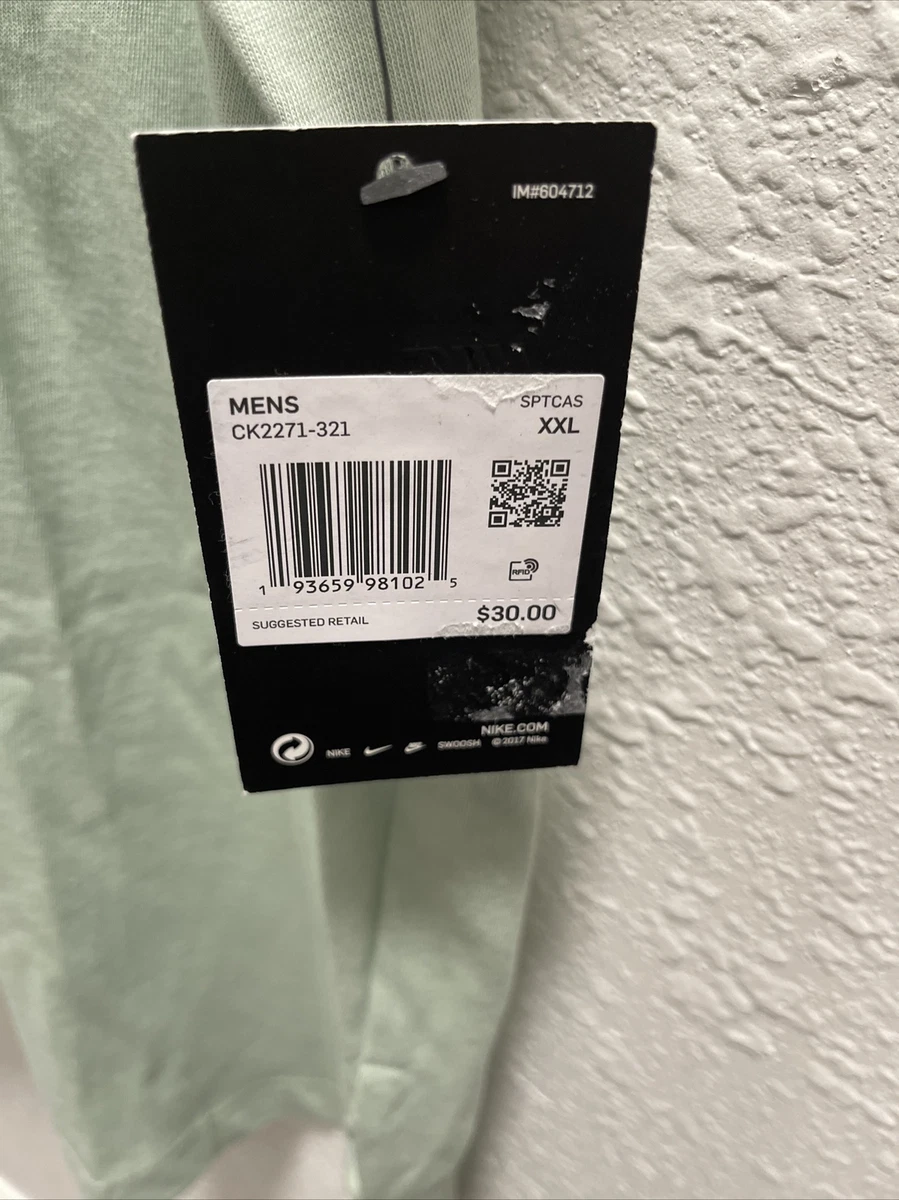 IM#604712
MENS
SPTCAS
CK2271-321
XXL
1 93659 98102 5
RFID
SUGGESTED RETAIL
$30.00
NIKE.COM
NIKE SWOOSH © 2017 Nike